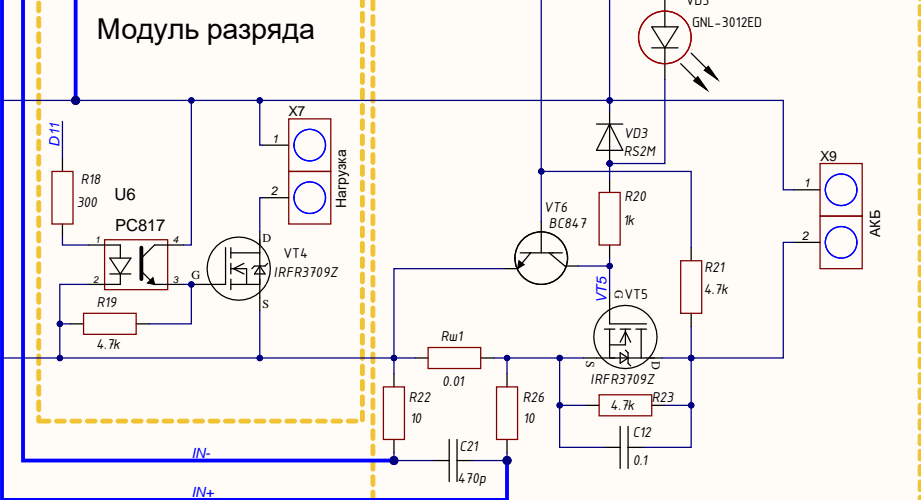 Модуль разряда
GNL-3012ED
D11
R18
300
U6
PC817
1
4
2
3
G
R19
4.7k
X7
1
2
Нагрузка
D
VT4
IRFR3709Z
S
VD3
RS2M
R20
1k
VT6
BC847
VT5
G
VT5
R21
4.7k
S
D
IRFR3709Z
X9
1
2
АКБ
Rш1
0.01
R22
10
R26
10
4.7k
R23
C21
470p
C12
0.1
IN-
IN+